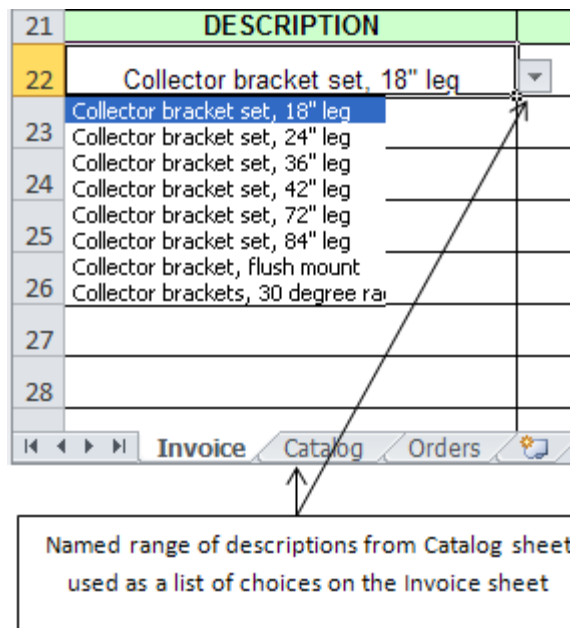 21 DESCRIPTION
22 Collector bracket set, 18" leg
Collector bracket set, 18" leg
23 Collector bracket set, 24" leg
Collector bracket set, 36" leg
24 Collector bracket set, 42" leg
Collector bracket set, 72" leg
25 Collector bracket set, 84" leg
Collector bracket, flush mount
26 Collector brackets, 30 degree ra
27
28
Invoice Catalog Orders
Named range of descriptions from Catalog sheet
used as a list of choices on the Invoice sheet